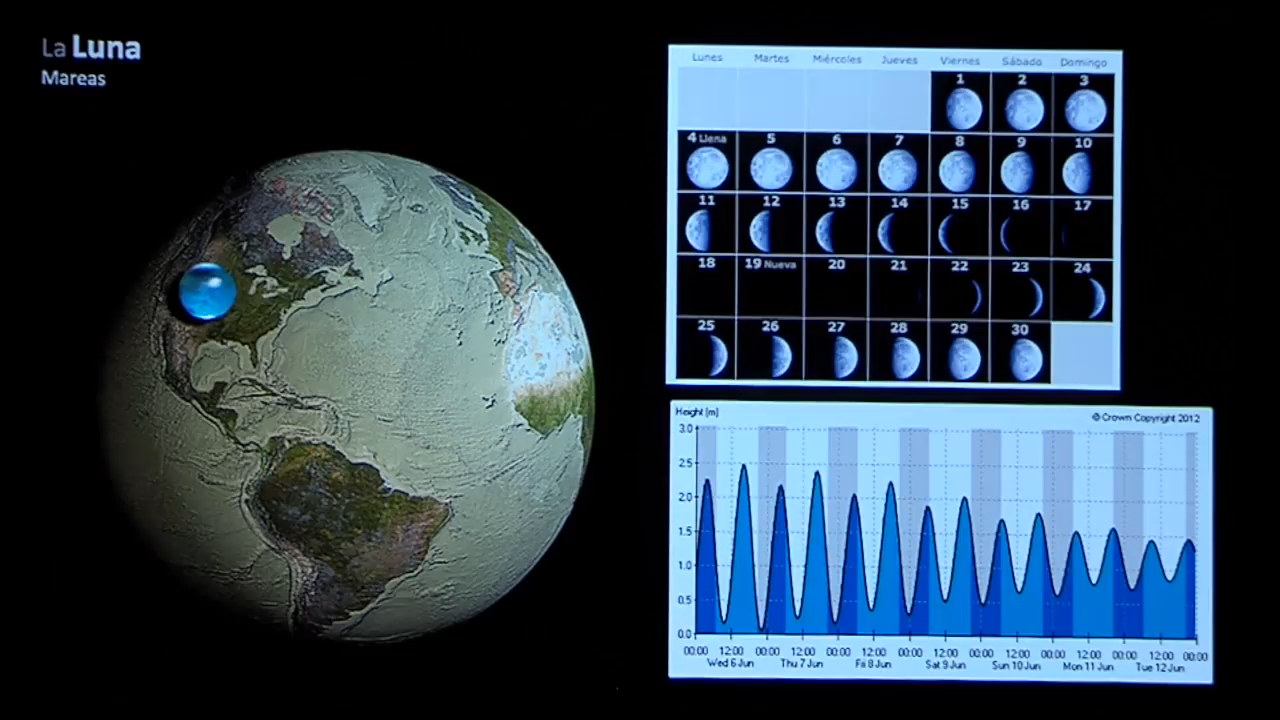 La Luna
Mareas
Lunes Martes Miércoles Jueves Viernes Sábado Domingo
1 2 3
4 Llena 5 6 7 8 9 10
11 12 13 14 15 16 17
18 19 Nueva 20 21 22 23 24
25 26 27 28 29 30
Height [m]
© Crown Copyright 2012
3.0
2.5
2.0
1.5
1.0
0.5
0.0
00:00 12:00 00:00 12:00 00:00 12:00 00:00 12:00 00:00 12:00 00:00 12:00 00:00 12:00 00:00
Wed 6 Jun Thu 7 Jun Fri 8 Jun Sat 9 Jun Sun 10 Jun Mon 11 Jun Tue 12 Jun